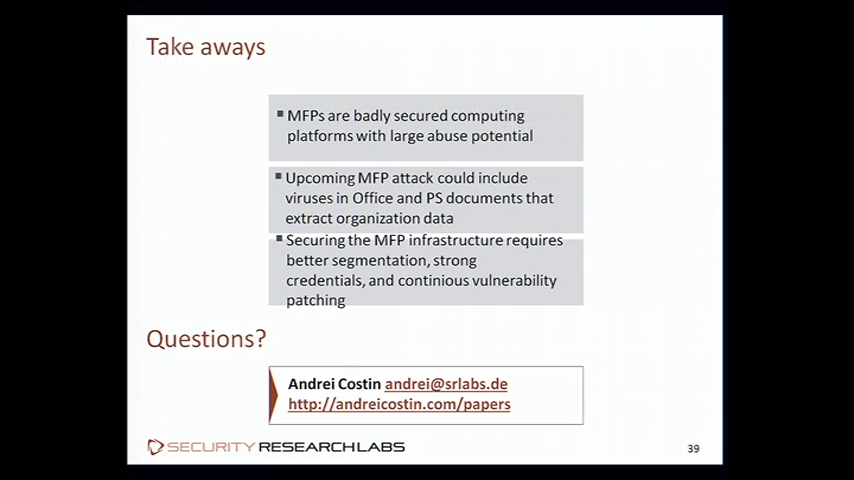 Take aways
▪ MFPs are badly secured computing
platforms with large abuse potential
▪ Upcoming MFP attack could include
viruses in Office and PS documents that
extract organization data
▪ Securing the MFP infrastructure requires
better segmentation, strong
credentials, and continious vulnerability
patching
Questions?
Andrei Costin andrei@srlabs.de
http://andreicostin.com/papers
SECURITY RESEARCH LABS
39